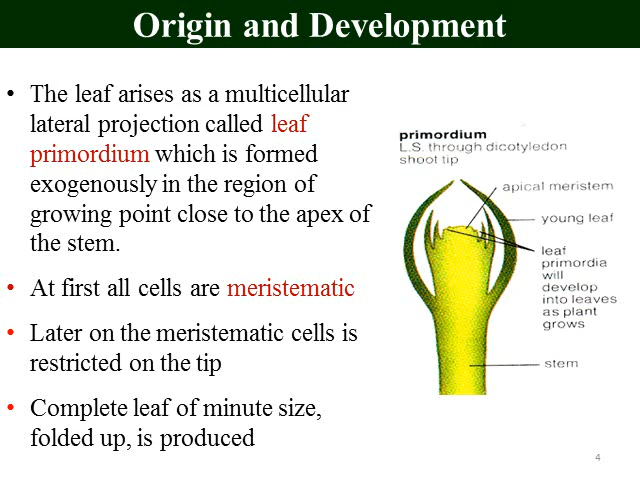 Origin and Development
• The leaf arises as a multicellular
lateral projection called leaf
primordium which is formed
exogenously in the region of
growing point close to the apex of
the stem.
• At first all cells are meristematic
• Later on the meristematic cells is
restricted on the tip
• Complete leaf of minute size,
folded up, is produced
primordium
L.S. through dicotyledon
shoot tip
apical meristem
young leaf
leaf
primordia
will
develop
into leaves
as plant
grows
stem
4